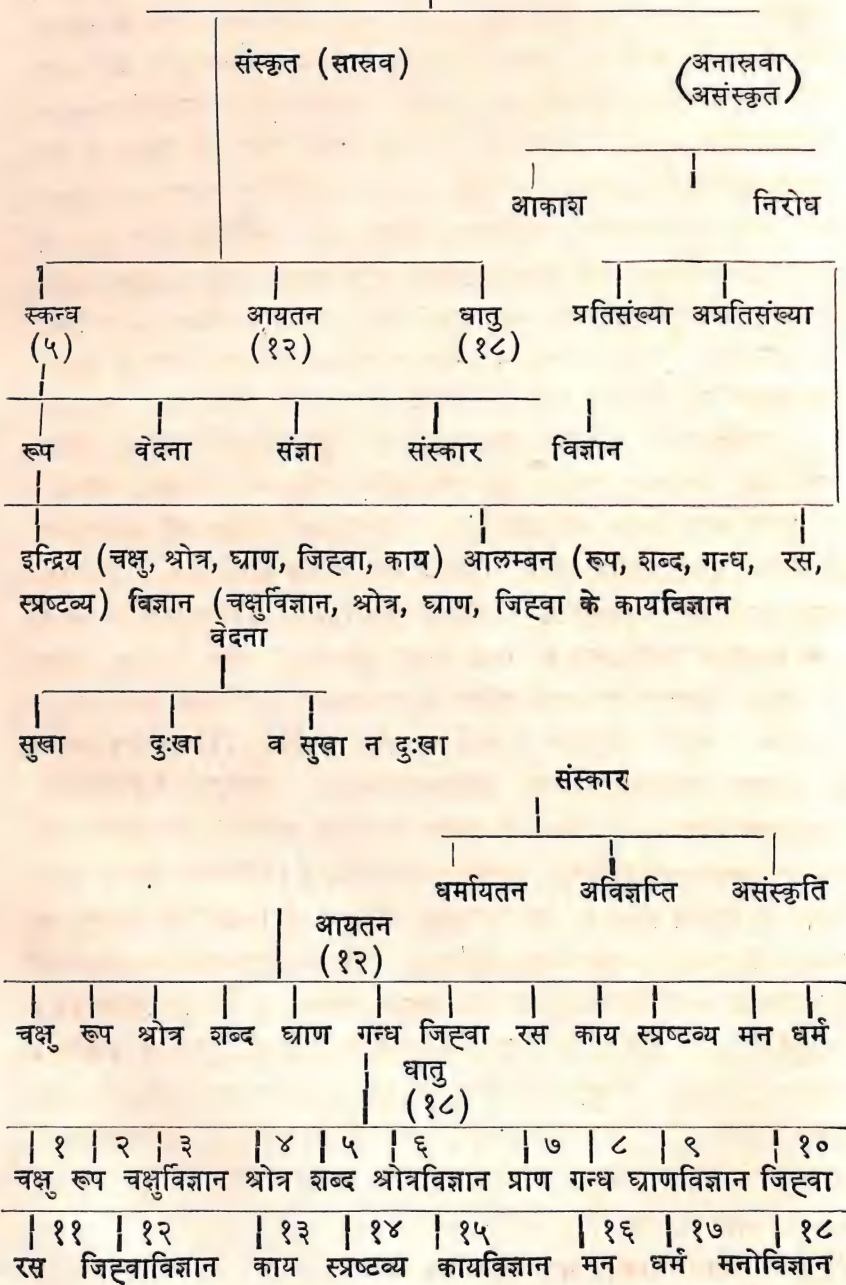 संस्कृत (सास्रव) (अनास्रवा
असंस्कृत)
आकाश निरोध
स्कन्ध आयतन धातु प्रतिसंख्या अप्रतिसंख्या
(५) (१२) (१८)
रूप वेदना संज्ञा संस्कार विज्ञान
इन्द्रिय (चक्षु, श्रोत्र, घ्राण, जिह्वा, काय) आलम्बन (रूप, शब्द, गन्ध, रस,
स्प्रष्टव्य) विज्ञान (चक्षुर्विज्ञान, श्रोत्र, घ्राण, जिह्वा के कायविज्ञान
वेदना
सुखा दुःखा व सुखा न दुःखा
संस्कार
धर्मायतन अविज्ञप्ति असंस्कृति
आयतन
(१२)
चक्षु रूप श्रोत्र शब्द घ्राण गन्ध जिह्वा रस काय स्प्रष्टव्य मन धर्म
धातु
(१८)
१ २ ३ ४ ५ ६ ७ ८ ९ १०
चक्षु रूप चक्षुर्विज्ञान श्रोत्र शब्द श्रोत्रविज्ञान प्राण गन्ध घ्राणविज्ञान जिह्वा
११ १२ १३ १४ १५ १६ १७ १८
रस जिह्वाविज्ञान काय स्प्रष्टव्य कायविज्ञान मन धर्म मनोविज्ञान